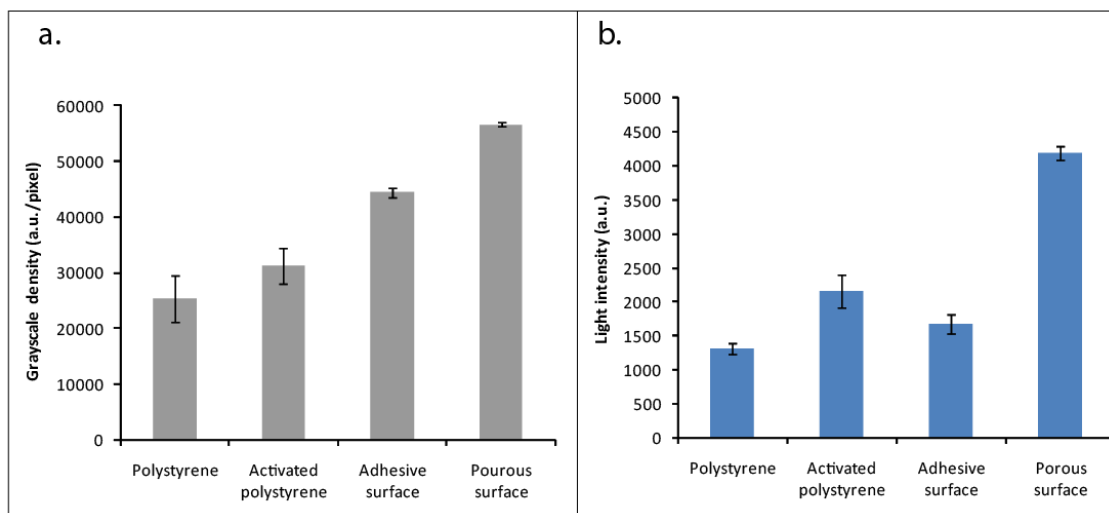 a.
Grayscale density (a.u./pixel)
60000
50000
40000
30000
20000
10000
0
Polystyrene
Activated
polystyrene
Adhesive
surface
Pourous
surface
b.
Light intensity (a.u.)
5000
4500
4000
3500
3000
2500
2000
1500
1000
500
0
Polystyrene
Activated
polystyrene
Adhesive
surface
Porous
surface